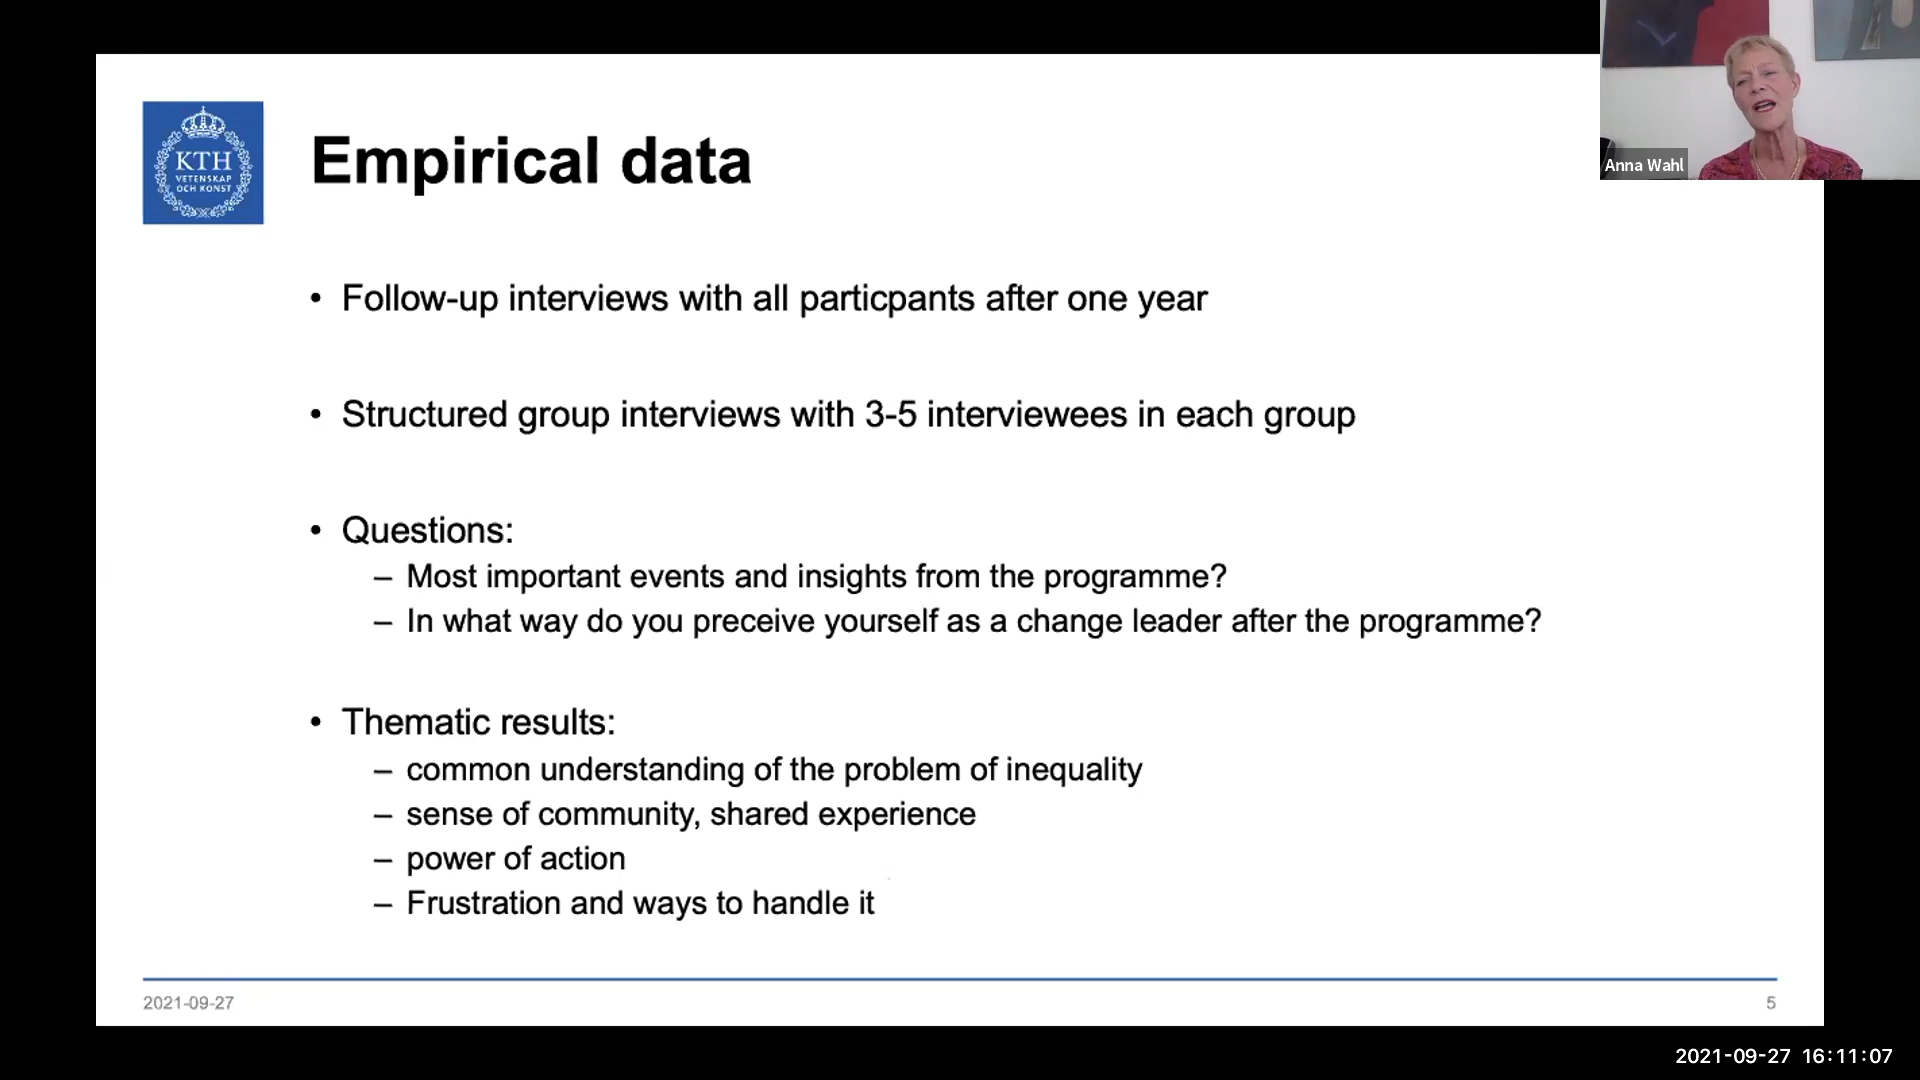 Anna Wahl
KTH
VETENSKAP
OCH KONST
Empirical data
• Follow-up interviews with all particpants after one year
• Structured group interviews with 3-5 interviewees in each group
• Questions:
– Most important events and insights from the programme?
– In what way do you preceive yourself as a change leader after the programme?
• Thematic results:
– common understanding of the problem of inequality
– sense of community, shared experience
– power of action
– Frustration and ways to handle it
2021-09-27
5
2021-09-27 16:11:07